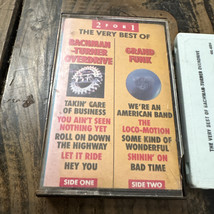 2 FOR 1
THE VERY BEST OF
BACHMAN
-TURNER
OVERDRIVE
TAKIN' CARE
OF BUSINESS
YOU AIN'T SEEN
NOTHING YET
ROLL ON DOWN
THE HIGHWAY
LET IT RIDE
HEY YOU
SIDE ONE
GRAND
FUNK
WE'RE AN
AMERICAN BAND
THE
LOCO-MOTION
SOME KIND OF
WONDERFUL
SHININ' ON
BAD TIME
SIDE TWO
THE VERY BEST OF BACHMAN-TURNER OVERDRIVE